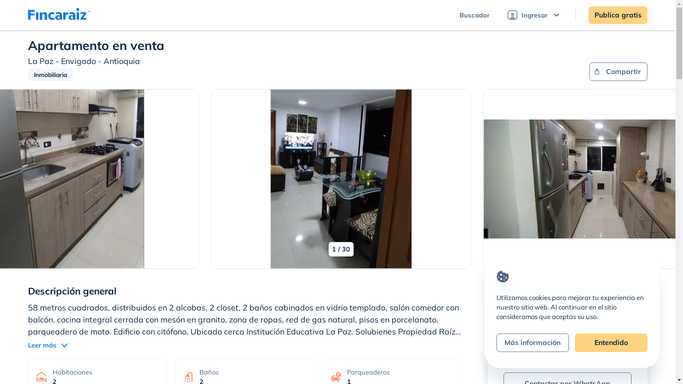 Fincaraiz
Buscador
Ingresar
Publica gratis
Apartamento en venta
La Paz - Envigado - Antioquia
Inmobiliaria
Compartir
1 / 30
Descripción general
58 metros cuadrados, distribuidos en 2 alcobas, 2 closet, 2 baños cabinados en vidrio templado, salón comedor con
balcón, cocina integral cerrada con mesón en granito, zona de ropas, red de gas natural, pisos en porcelanato,
parqueadero de moto. Edificio con citófono. Ubicado cerca Institución Educativa La Paz. Solubienes Propiedad Raíz...
Leer más
Habitaciones
2
Baños
2
Parqueaderos
1
Utilizamos cookies para mejorar tu experiencia en
nuestro sitio web. Al continuar en el sitio
consideramos que aceptas su uso.
Más información
Entendido
Contactar por WhatsApp